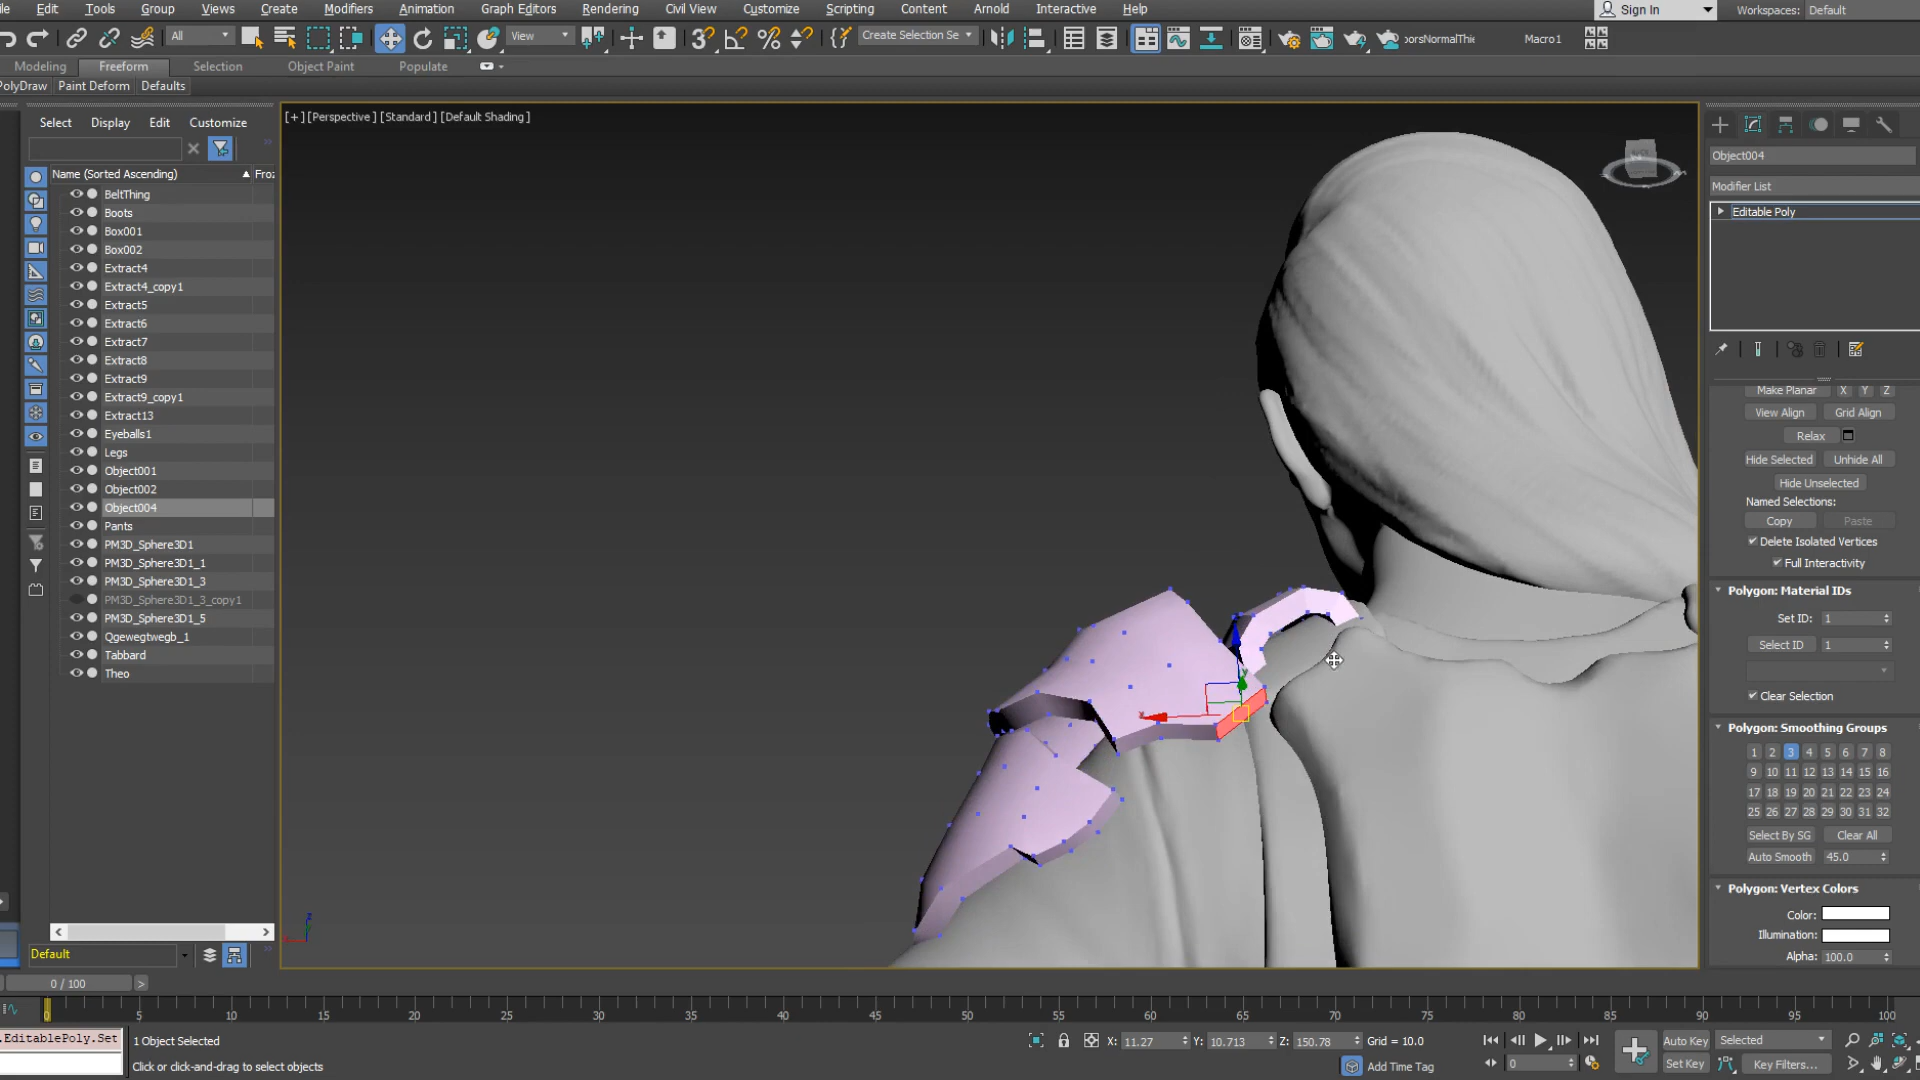 Edit Tools Group Views Create Modifiers Animation Graph Editors Rendering Civil View Customize Scripting Content Arnold Interactive Help Sign In Workspaces: Default
All View Create Selection Se Macro1
Modeling Freeform Selection Object Paint Populate
PolyDraw Paint Deform Defaults
Select Display Edit Customize
[+] [Perspective] [Standard] [Default Shading]
Name (Sorted Ascending) Fro
BeltThing
Boots
Box001
Box002
Extract4
Extract4_copy1
Extract5
Extract6
Extract7
Extract8
Extract9
Extract9_copy1
Extract13
Eyeballs1
Legs
Object001
Object002
Object004
Pants
PM3D_Sphere3D1
PM3D_Sphere3D1_1
PM3D_Sphere3D1_3
PM3D_Sphere3D1_3_copy1
PM3D_Sphere3D1_5
Qgewegtwegb_1
Tabbard
Theo
Default
Object004
Modifier List
Editable Poly
Make Planar X Y Z
View Align Grid Align
Relax
Hide Selected Unhide All
Hide Unselected
Named Selections:
Copy Paste
Delete Isolated Vertices
Full Interactivity
Polygon: Material IDs
Set ID: 1
Select ID 1
Clear Selection
Polygon: Smoothing Groups
1 2 3 4 5 6 7 8
9 10 11 12 13 14 15 16
17 18 19 20 21 22 23 24
25 26 27 28 29 30 31 32
Select By SG Clear All
Auto Smooth 45.0
Polygon: Vertex Colors
Color:
Illumination:
Alpha: 100.0
0 / 100 >
0 5 10 15 20 25 30 35 40 45 50 55 60 65 70 75 80 85 90 95 100
.EditablePoly.Set 1 Object Selected X: 11.27 Y: 10.713 Z: 150.78 Grid = 10.0 Auto Key Selected
Click or click-and-drag to select objects Add Time Tag 0 Set Key Key Filters...